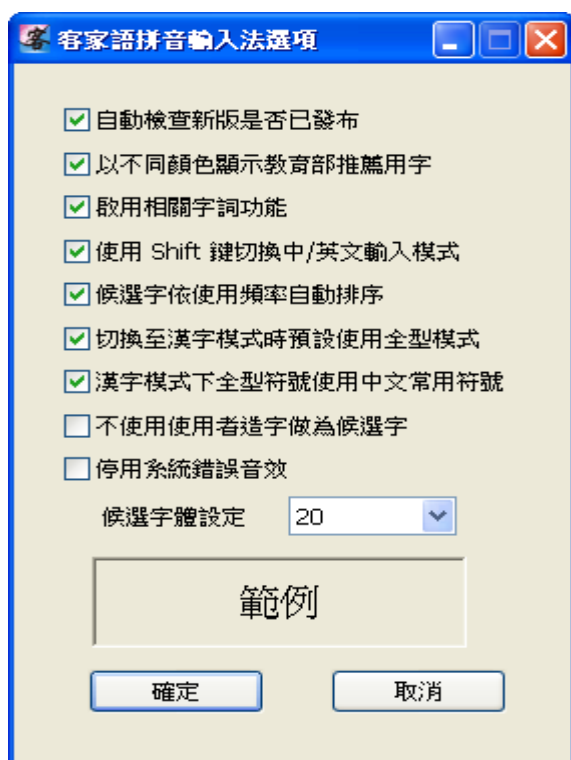 客 客家語拼音輸入法選項
自動檢查新版是否已發布
以不同顏色顯示教育部推薦用字
啟用相關字詞功能
使用 Shift 鍵切換中/英文輸入模式
候選字依使用頻率自動排序
切換至漢字模式時預設使用全型模式
漢字模式下全型符號使用中文常用符號
不使用使用者造字做為候選字
停用系統錯誤音效
候選字體設定 20
範例
確定 取消